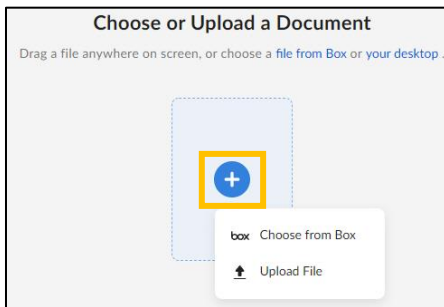 Choose or Upload a Document
Drag a file anywhere on screen, or choose a file from Box or your desktop .
box Choose from Box
Upload File